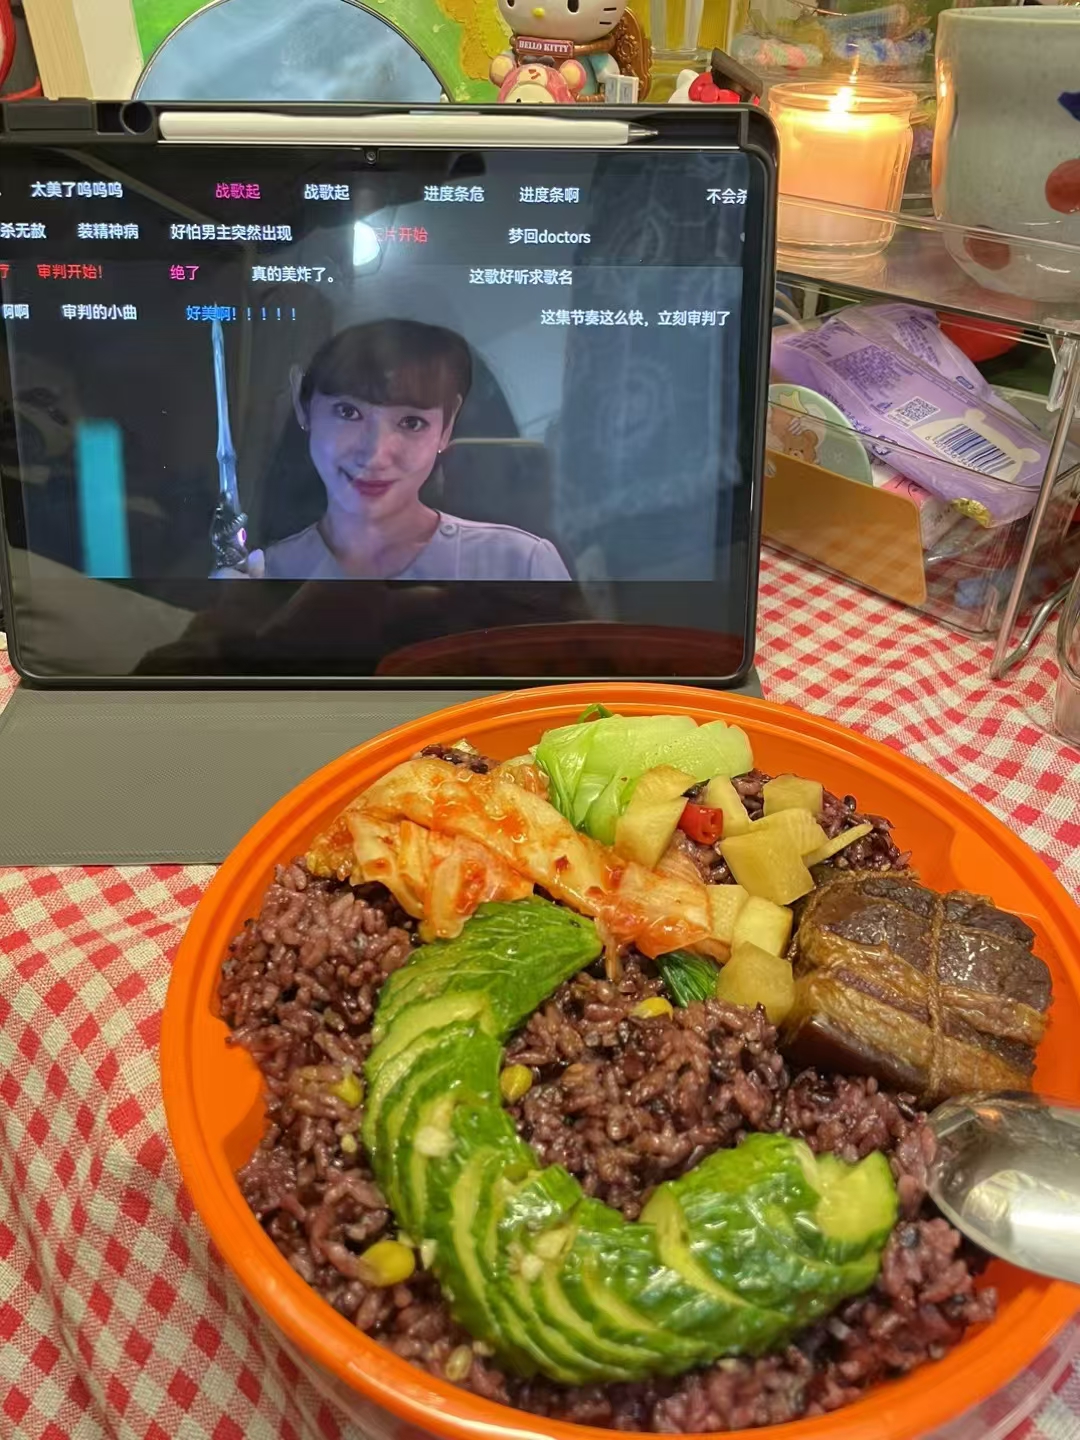 HELLO KITTY
太美了呜呜呜 战歌起 战歌起 进度条危 进度条啊 不会杀
杀无赦 装精神病 好怕男主突然出现 片开始 梦回doctors
审判开始! 绝了 真的美炸了。 这歌好听求歌名
啊啊 审判的小曲 好美啊!!!!! 这集节奏这么快,立刻审判了